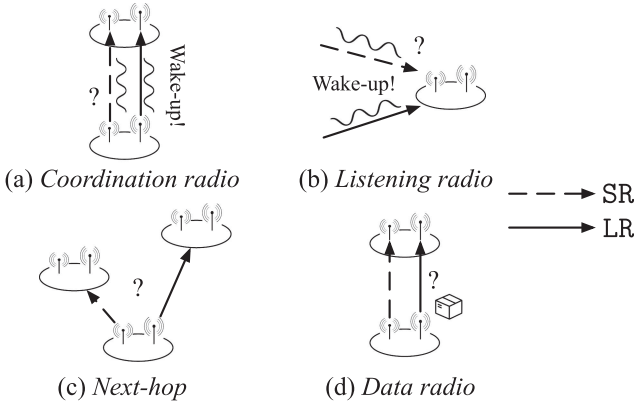 ?
Wake-up!
(a) Coordination radio
?
Wake-up!
(b) Listening radio
SR
LR
?
(c) Next-hop
?
(d) Data radio